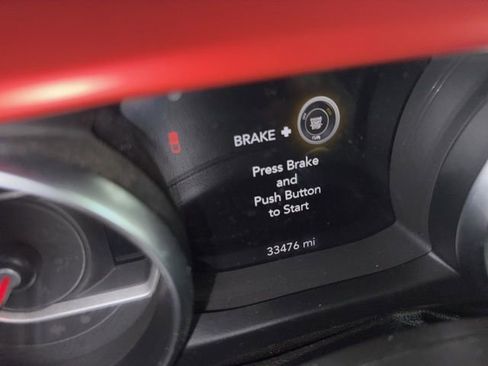 BRAKE +
Press Brake
and
Push Button
to Start
33476 mi